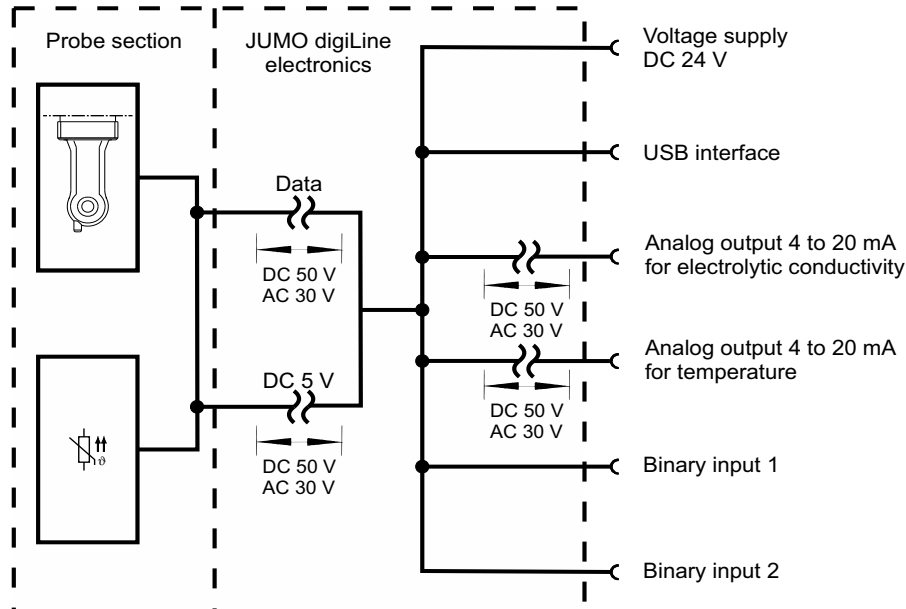 Probe section
JUMO digiLine
electronics
Voltage supply
DC 24 V
USB interface
Data
DC 50 V
AC 30 V
Analog output 4 to 20 mA
for electrolytic conductivity
DC 50 V
AC 30 V
Analog output 4 to 20 mA
for temperature
DC 50 V
AC 30 V
DC 5 V
DC 50 V
AC 30 V
ϑ
Binary input 1
Binary input 2